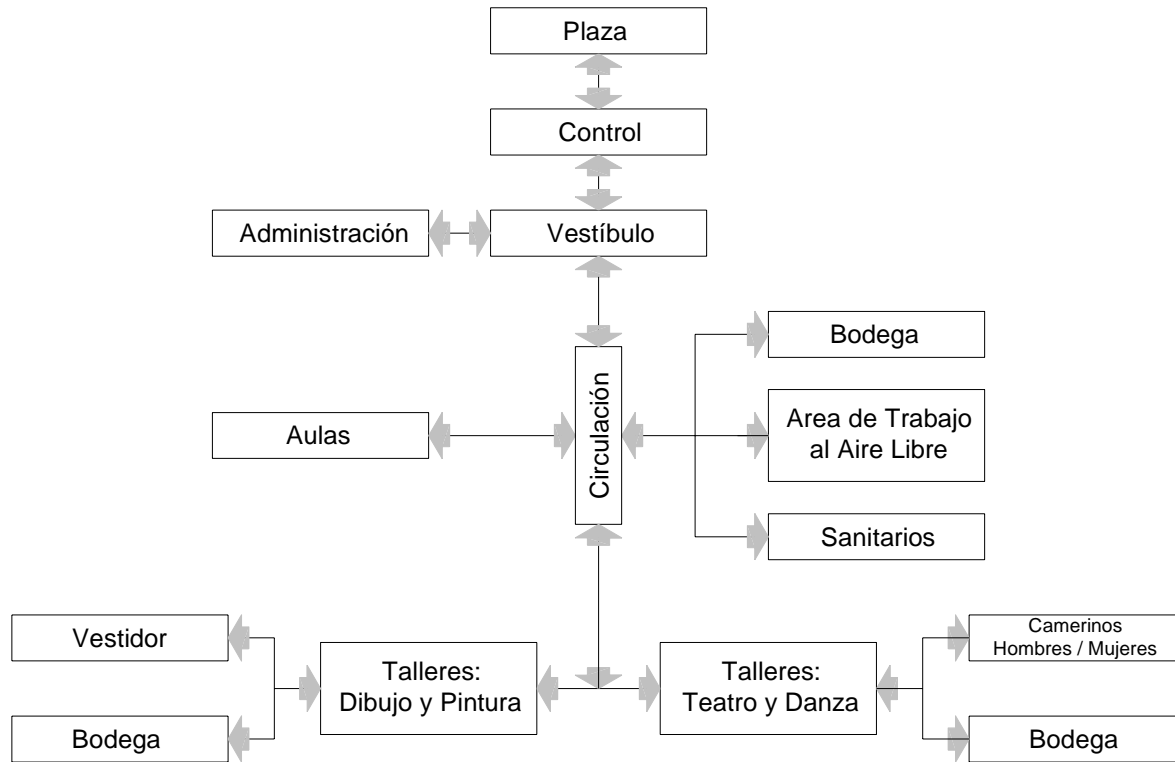 Plaza
Control
Administración
Vestíbulo
Bodega
Circulación
Aulas
Area de Trabajo
al Aire Libre
Sanitarios
Vestidor
Talleres:
Dibujo y Pintura
Talleres:
Teatro y Danza
Camerinos
Hombres / Mujeres
Bodega
Bodega